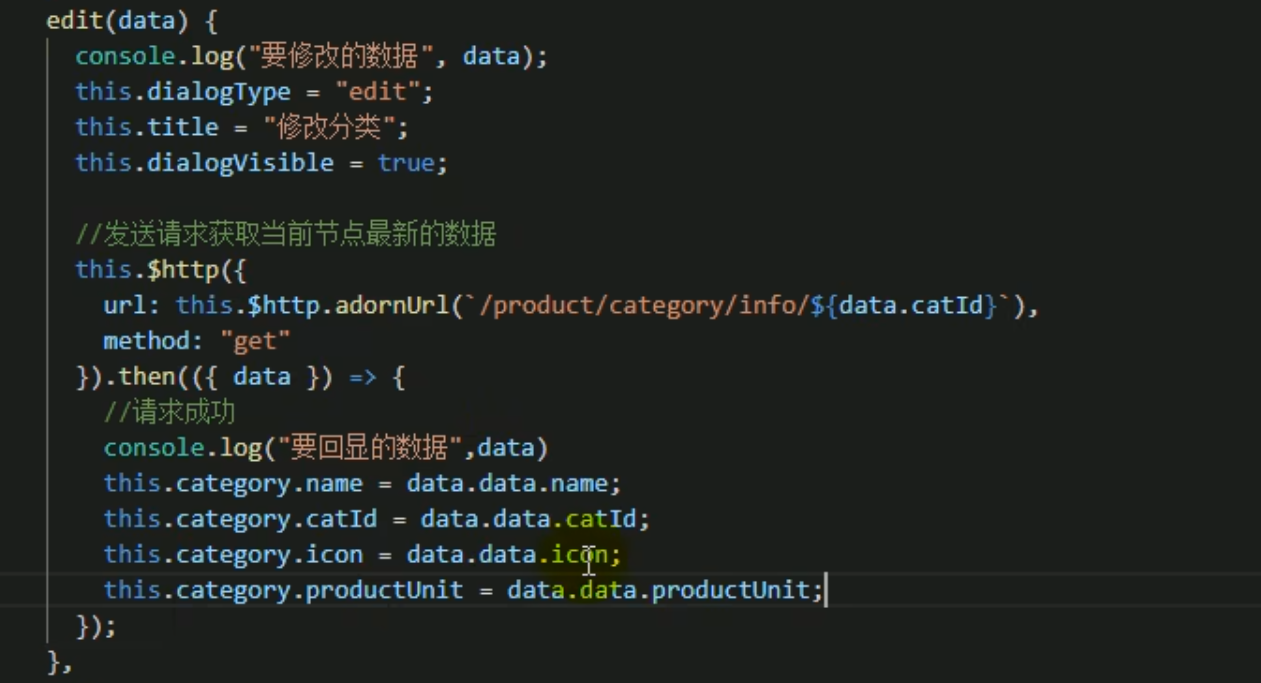 edit(data) {
console.log("要修改的数据", data);
this.dialogType = "edit";
this.title = "修改分类";
this.dialogVisible = true;
//发送请求获取当前节点最新的数据
this.$http({
url: this.$http.adornUrl(`/product/category/info/${data.catId}`),
method: "get"
}).then(({ data }) => {
//请求成功
console.log("要回显的数据",data)
this.category.name = data.data.name;
this.category.catId = data.data.catId;
this.category.icon = data.data.icon;
this.category.productUnit = data.data.productUnit;
});
},